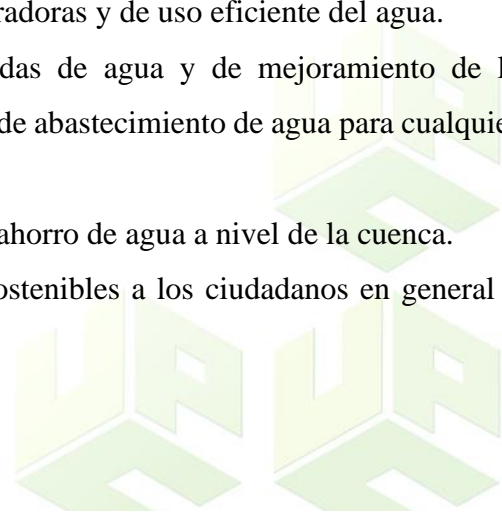 radoras y de uso eficiente del agua.
das de agua y de mejoramiento de l
de abastecimiento de agua para cualquie
ahorro de agua a nivel de la cuenca.
ostenibles a los ciudadanos en general